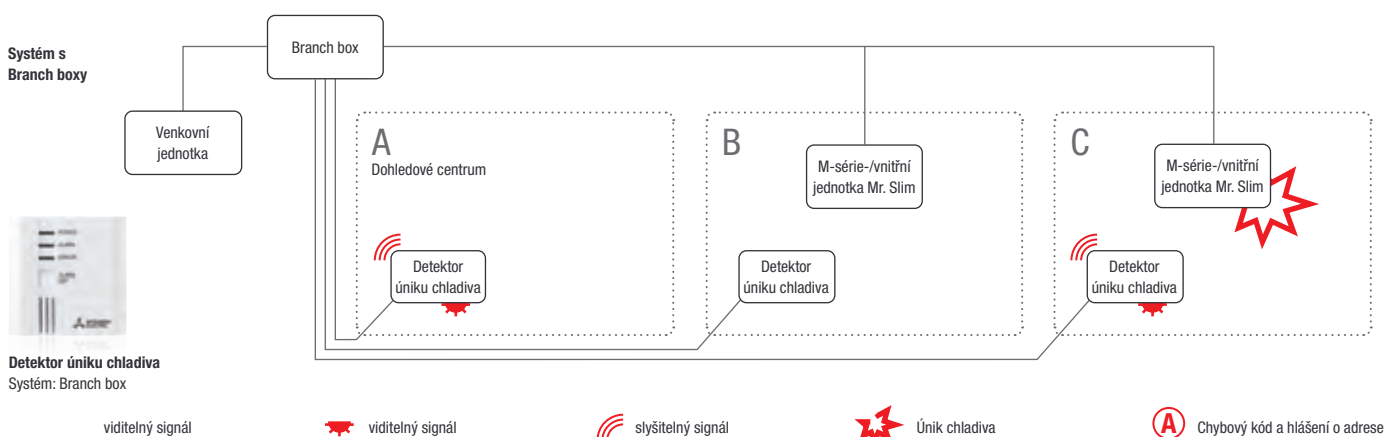 Systém s
Branch boxy
Branch box
Venkovní
jednotka
A
Dohledové centrum
Detektor
úniku chladiva
B
M-série-/vnitřní
jednotka Mr. Slim
Detektor
úniku chladiva
C
M-série-/vnitřní
jednotka Mr. Slim
Detektor
úniku chladiva
Detektor úniku chladiva
Systém: Branch box
viditelný signál
viditelný signál
slyšitelný signál
Únik chladiva
A
Chybový kód a hlášení o adrese